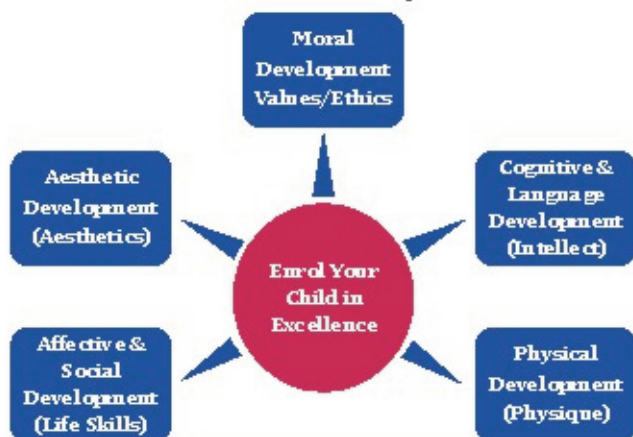 Moral
Development
Values/Ethics
Aesthetic
Development
(Aesthetics)
Cognitive &
Language
Development
(Intellect)
Enrol Your
Child in
Excellence
Affective &
Social
Development
(Life Skills)
Physical
Development
(Physique)